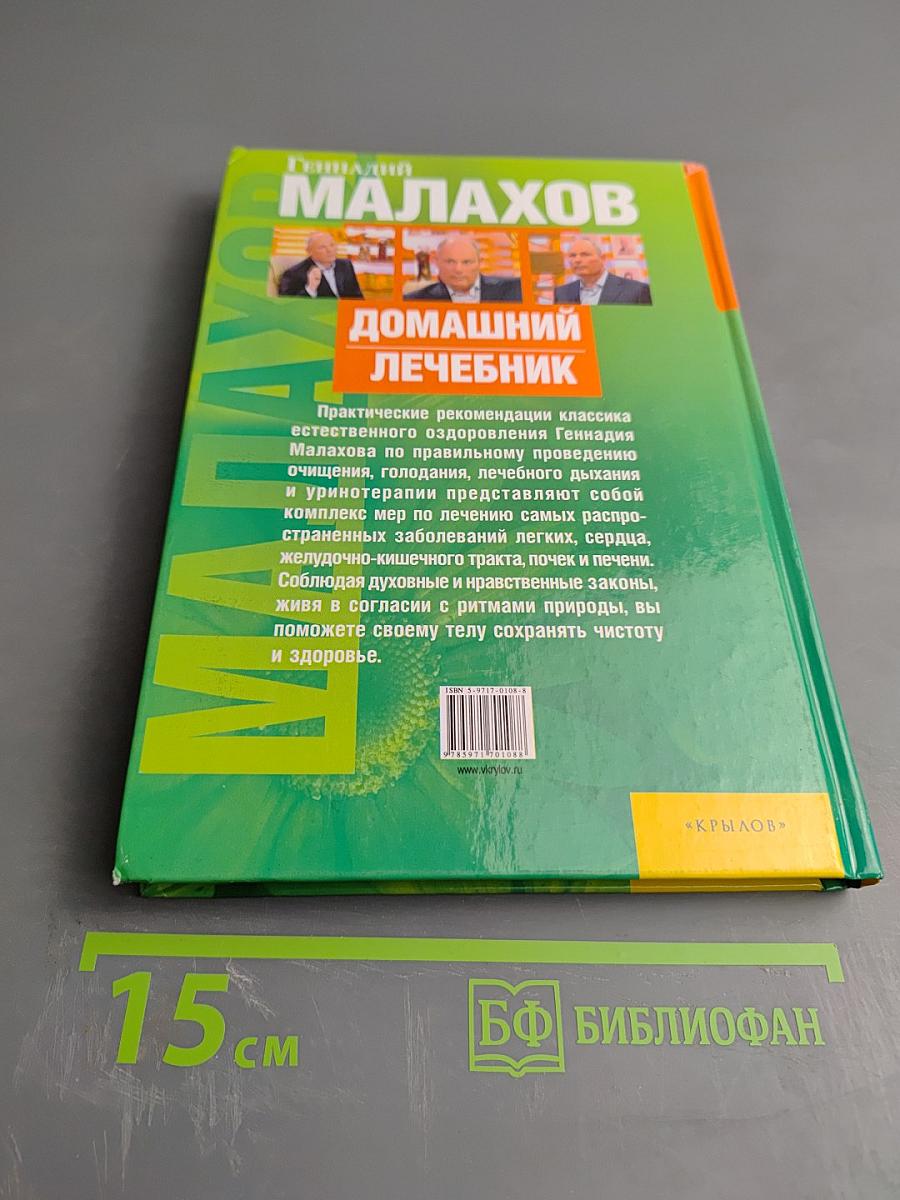 Геннадий
МАЛАХОВ
МАЛАХОВ
ДОМАШНИЙ
ЛЕЧЕБНИК
Практические рекомендации классика
естественного оздоровления Геннадия
Малахова по правильному проведению
очищения, голодания, лечебного дыхания
и уринотерапии представляют собой
комплекс мер по лечению самых распро-
страненных заболеваний легких, сердца,
желудочно-кишечного тракта, почек и печени.
Соблюдая духовные и нравственные законы,
живя в согласии с ритмами природы, вы
поможете своему телу сохранять чистоту
и здоровье.
ISBN 5-9717-0108-8
9785971701088
www.vkrylov.ru
«КРЫЛОВ»
15 см
БФ БИБЛИОФАН